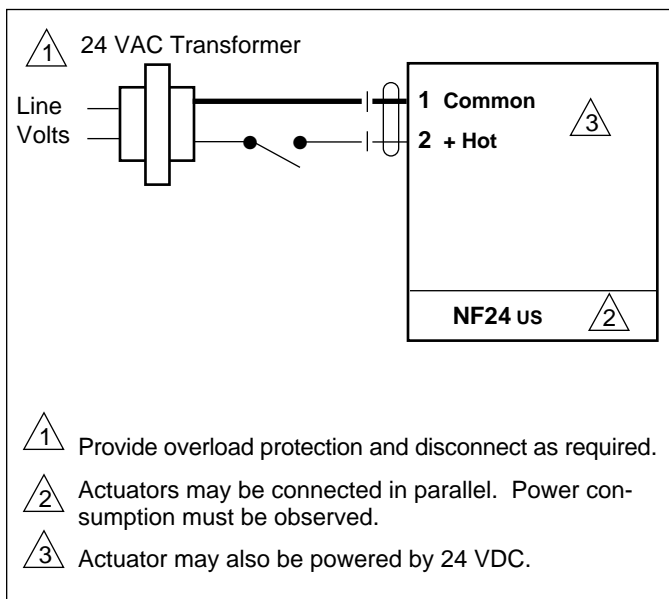 1 24 VAC Transformer
Line
Volts
1 Common
2 + Hot
3
NF24 US 2
1 Provide overload protection and disconnect as required.
2 Actuators may be connected in parallel. Power con-
sumption must be observed.
3 Actuator may also be powered by 24 VDC.